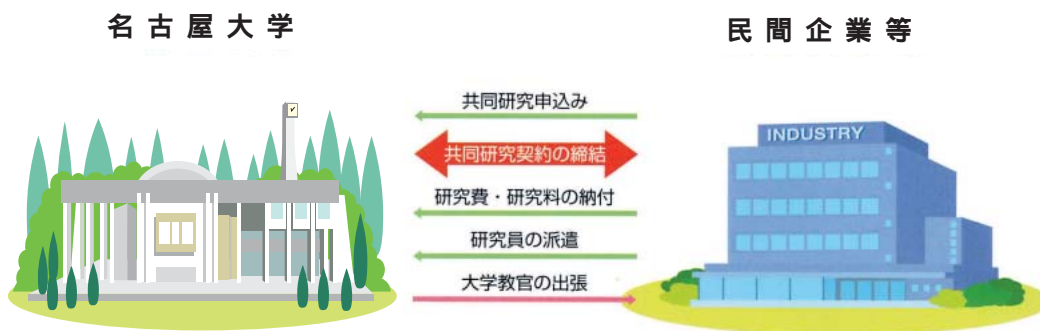 名古屋大学
民間企業等
共同研究申込み
INDUSTRY
共同研究契約の締結
研究費・研究料の納付
研究員の派遣
大学教官の出張